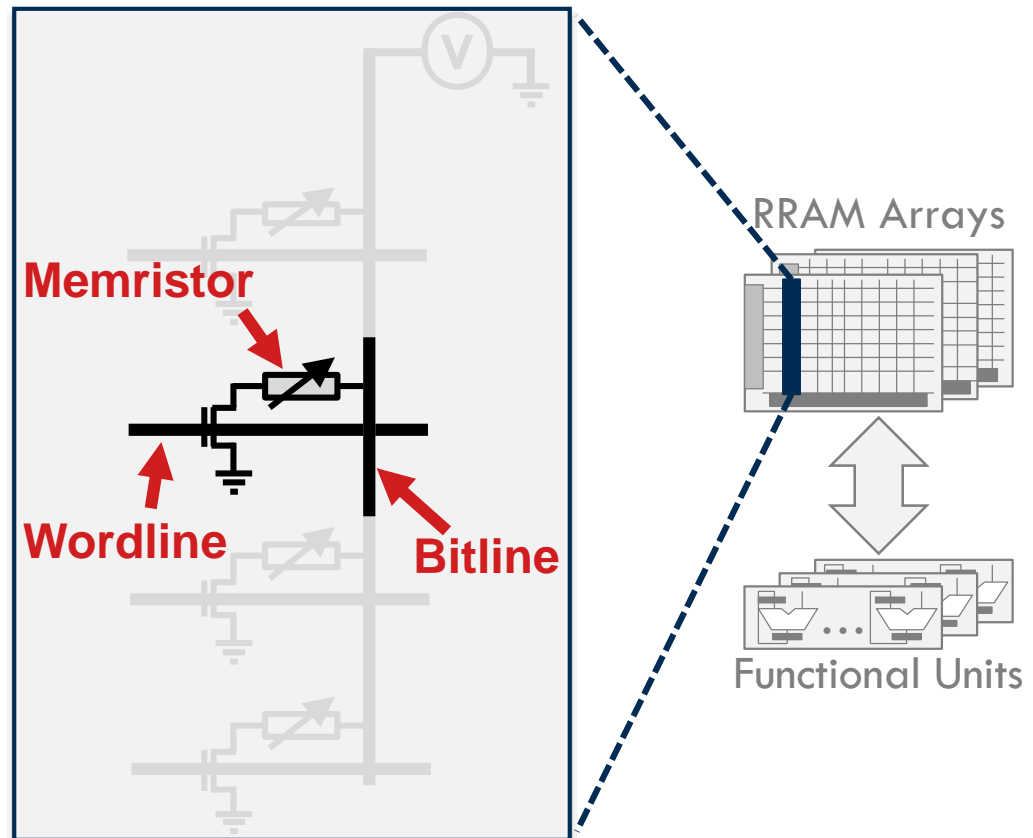 V
RRAM Arrays
Memristor
Wordline
Bitline
Functional Units